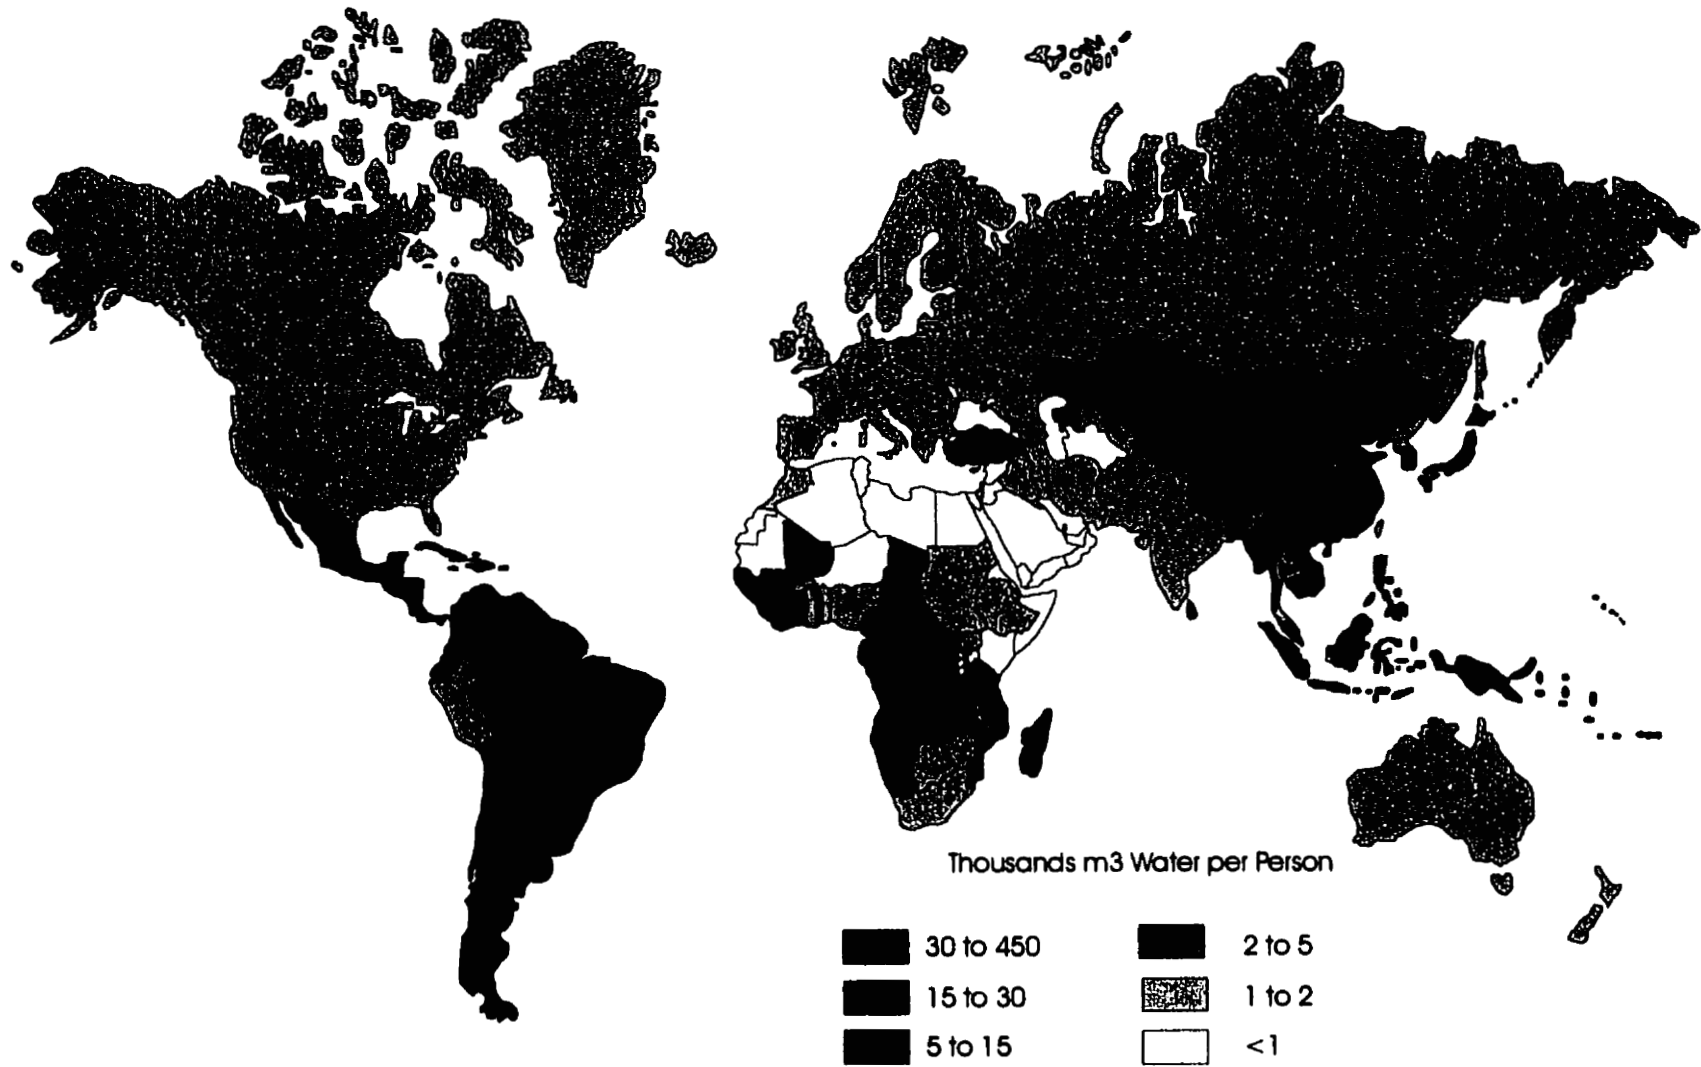 Thousands m3 Water per Person
30 to 450
2 to 5
15 to 30
1 to 2
5 to 15
<1